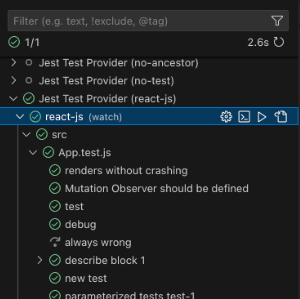 Filter (e.g. text, !exclude, @tag)
1/1 2.6s
Jest Test Provider (no-ancestor)
Jest Test Provider (no-test)
Jest Test Provider (react-js)
react-js (watch)
src
App.test.js
renders without crashing
Mutation Observer should be defined
test
debug
always wrong
describe block 1
new test
parameterized tests test-1